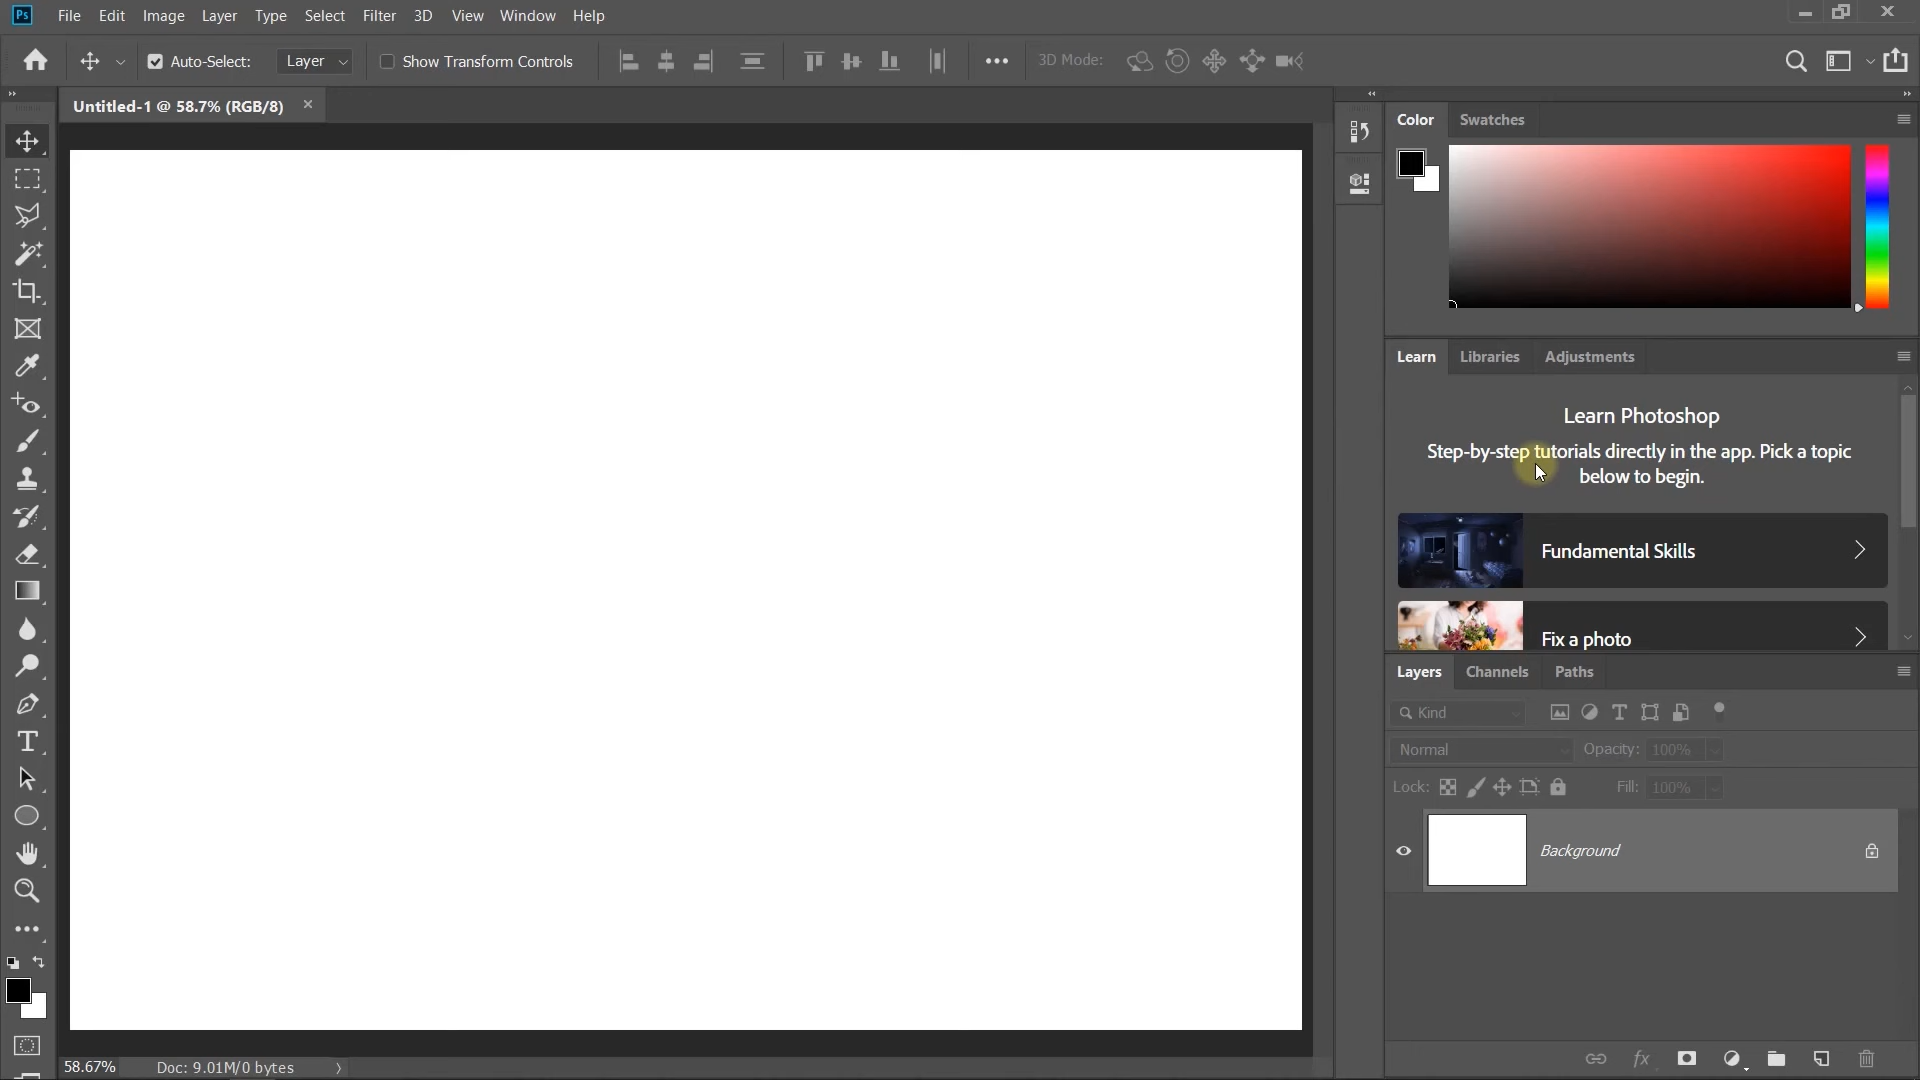 Ps File Edit Image Layer Type Select Filter 3D View Window Help
Auto-Select: Layer Show Transform Controls 3D Mode:
Untitled-1 @ 58.7% (RGB/8)
Color Swatches
Learn Libraries Adjustments
Learn Photoshop
Step-by-step tutorials directly in the app. Pick a topic
below to begin.
Fundamental Skills
Fix a photo
Layers Channels Paths
Kind
Normal Opacity: 100%
Lock: Fill: 100%
Background
fx
58.67% Doc: 9.01M/0 bytes